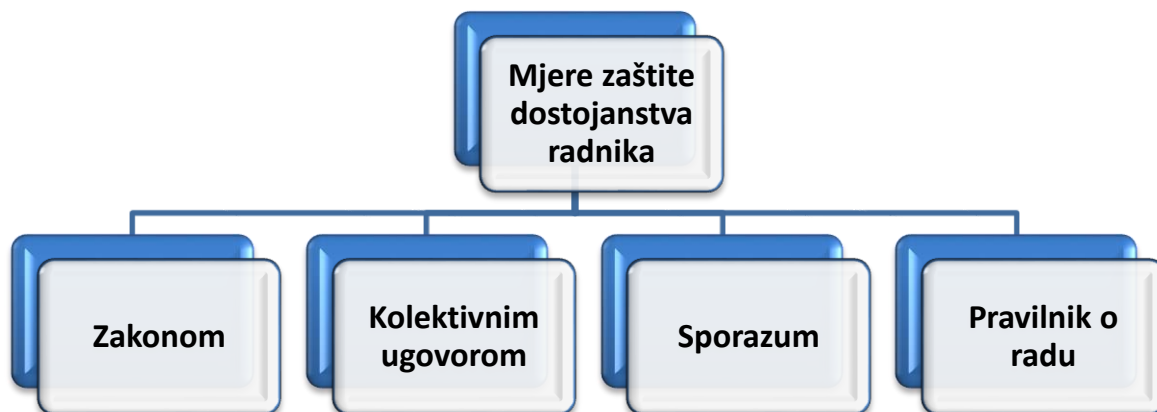 Mjere zaštite
dostojanstva
radnika
Zakonom
Kolektivnim
ugovorom
Sporazum
Pravilnik o
radu